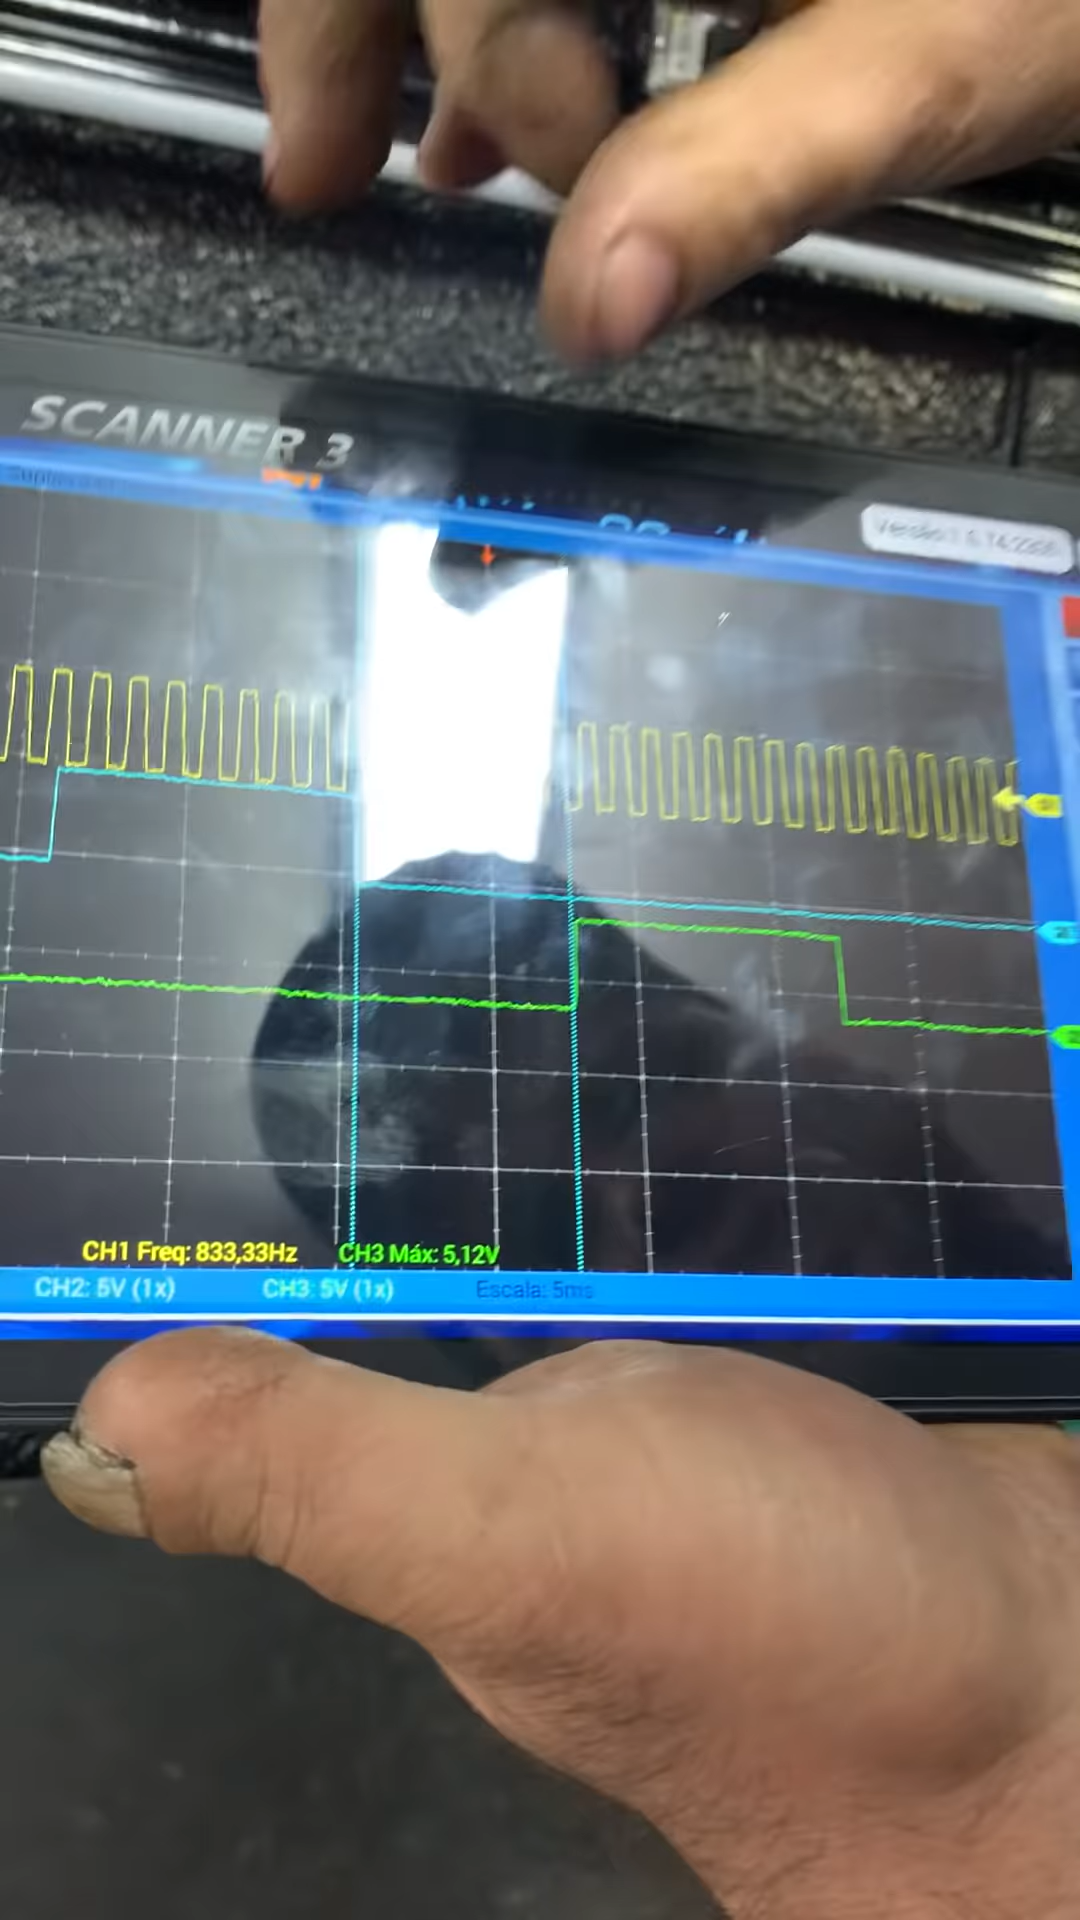 SCANNER 3
CH1 Freq: 833,33Hz
CH3 Máx: 5,12V
CH2: 5V (1x)
CH3: 5V (1x)
Escala: 5ms